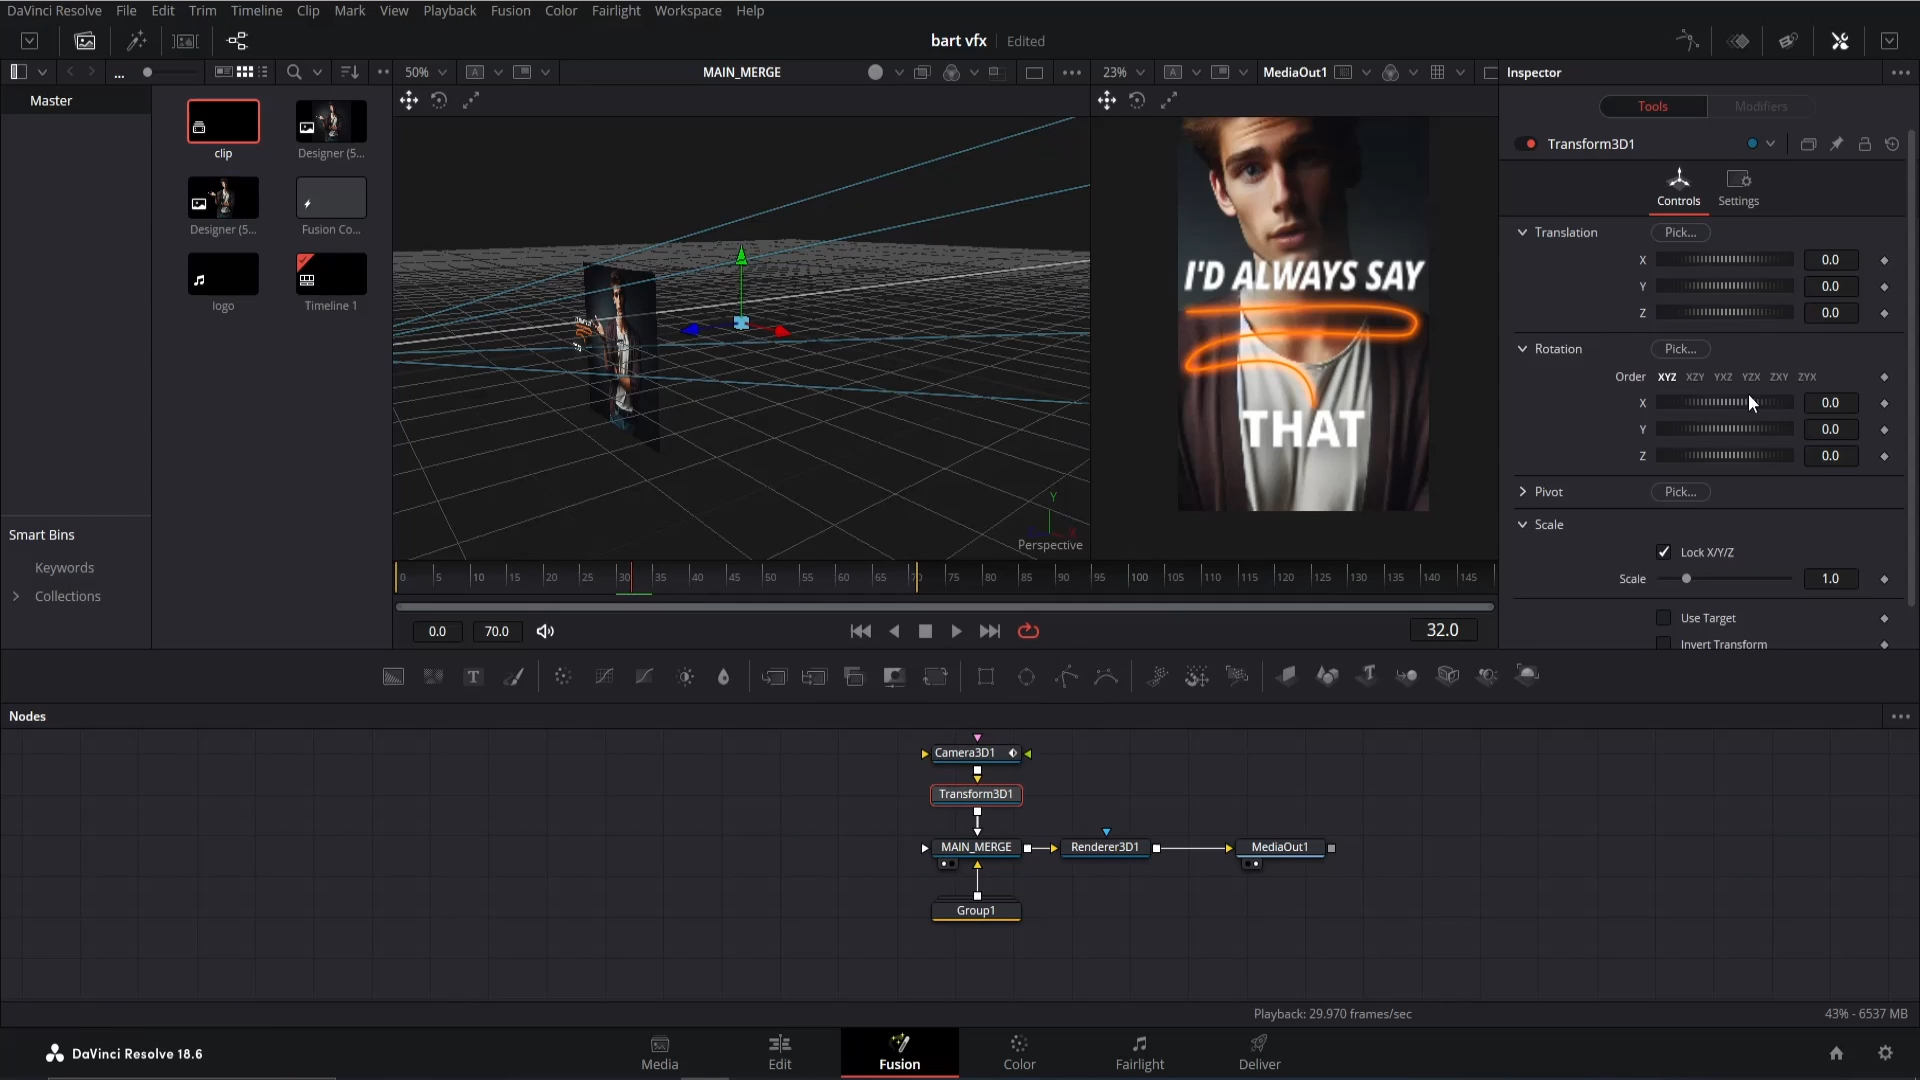 DaVinci Resolve File Edit Trim Timeline Clip Mark View Playback Fusion Color Fairlight Workspace Help
bart vfx Edited
... 50% A MAIN_MERGE 23% A MediaOut1 Inspector
Master
clip
Designer (5...
Designer (5...
Fusion Co...
logo
Timeline 1
Smart Bins
Keywords
Collections
Y
Perspective
I'D ALWAYS SAY
THAT
Tools Modifiers
Transform3D1
Controls Settings
Translation Pick...
X 0.0
Y 0.0
Z 0.0
Rotation Pick...
Order XYZ XZY YXZ YZX ZXY ZYX
X 0.0
Y 0.0
Z 0.0
Pivot Pick...
Scale
Lock X/Y/Z
Scale 1.0
Use Target
Invert Transform
0 5 10 15 20 25 30 35 40 45 50 55 60 65 70 75 80 85 90 95 100 105 110 115 120 125 130 135 140 145
0.0 70.0 32.0
T T
Nodes
Camera3D1
Transform3D1
MAIN_MERGE Renderer3D1 MediaOut1
Group1
Playback: 29.970 frames/sec 43% - 6537 MB
DaVinci Resolve 18.6 Media Edit Fusion Color Fairlight Deliver